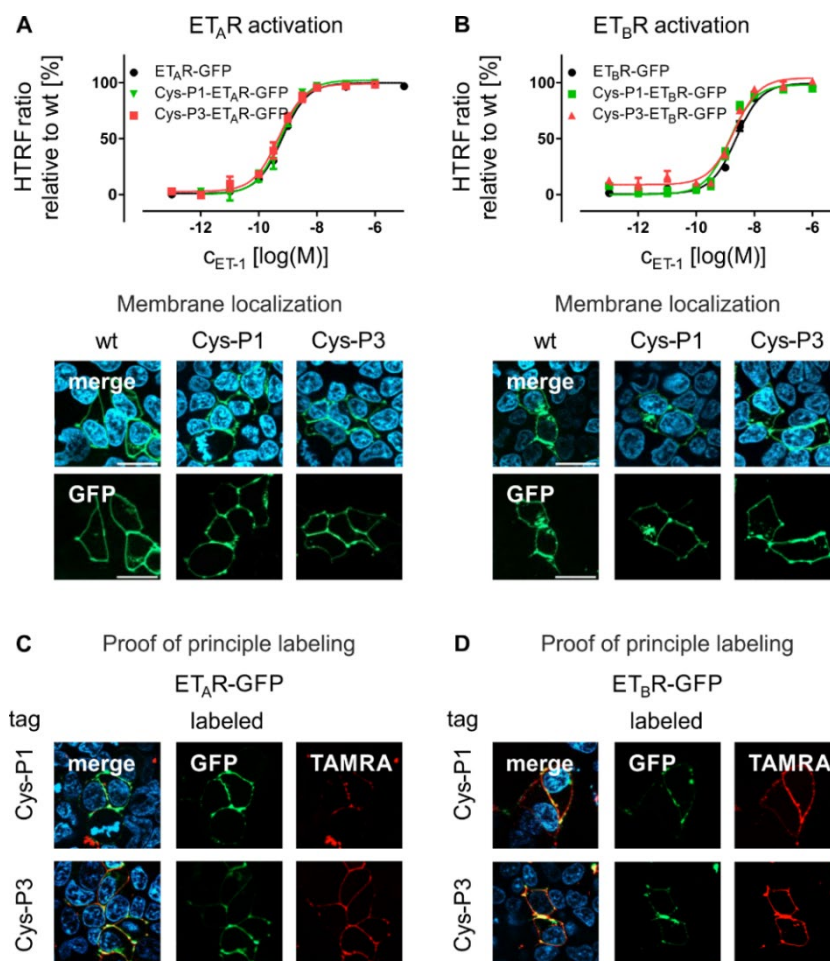 A
ETAR activation
HTRF ratio
relative to wt [%]
100
50
0
ETAR-GFP
Cys-P1-ETAR-GFP
Cys-P3-ETAR-GFP
-12
-10
-8
-6
cET-1 [log(M)]
Membrane localization
wt
Cys-P1
Cys-P3
merge
GFP
B
ETBR activation
HTRF ratio
relative to wt [%]
100
50
0
ETBR-GFP
Cys-P1-ETBR-GFP
Cys-P3-ETBR-GFP
-12
-10
-8
-6
cET-1 [log(M)]
Membrane localization
wt
Cys-P1
Cys-P3
merge
GFP
C
Proof of principle labeling
ETAR-GFP
tag
labeled
Cys-P1
merge
GFP
TAMRA
Cys-P3
D
Proof of principle labeling
ETBR-GFP
tag
labeled
Cys-P1
merge
GFP
TAMRA
Cys-P3